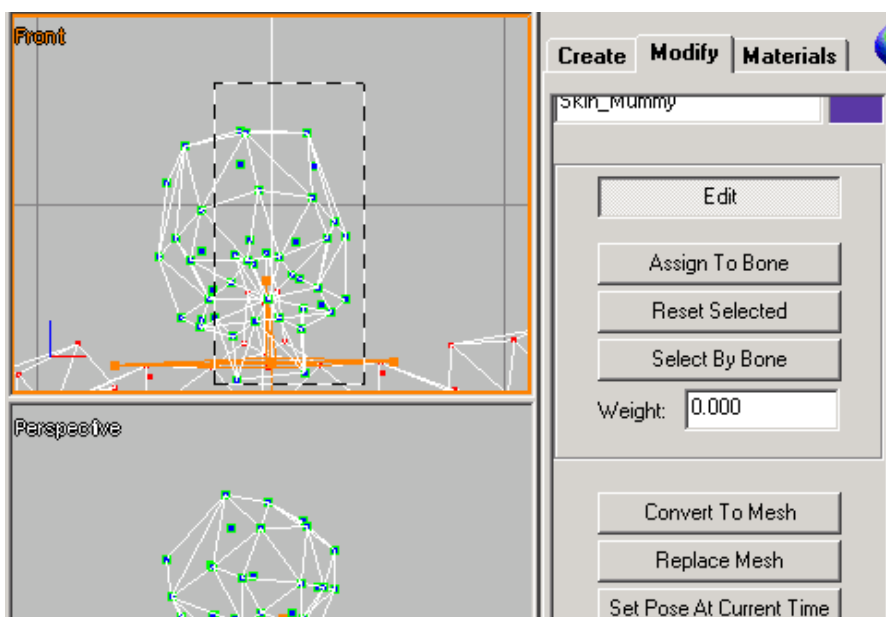 Front
Create Modify Materials
Skin_Mummy
Edit
Assign To Bone
Reset Selected
Select By Bone
Weight: 0.000
Perspective
Convert To Mesh
Replace Mesh
Set Pose At Current Time